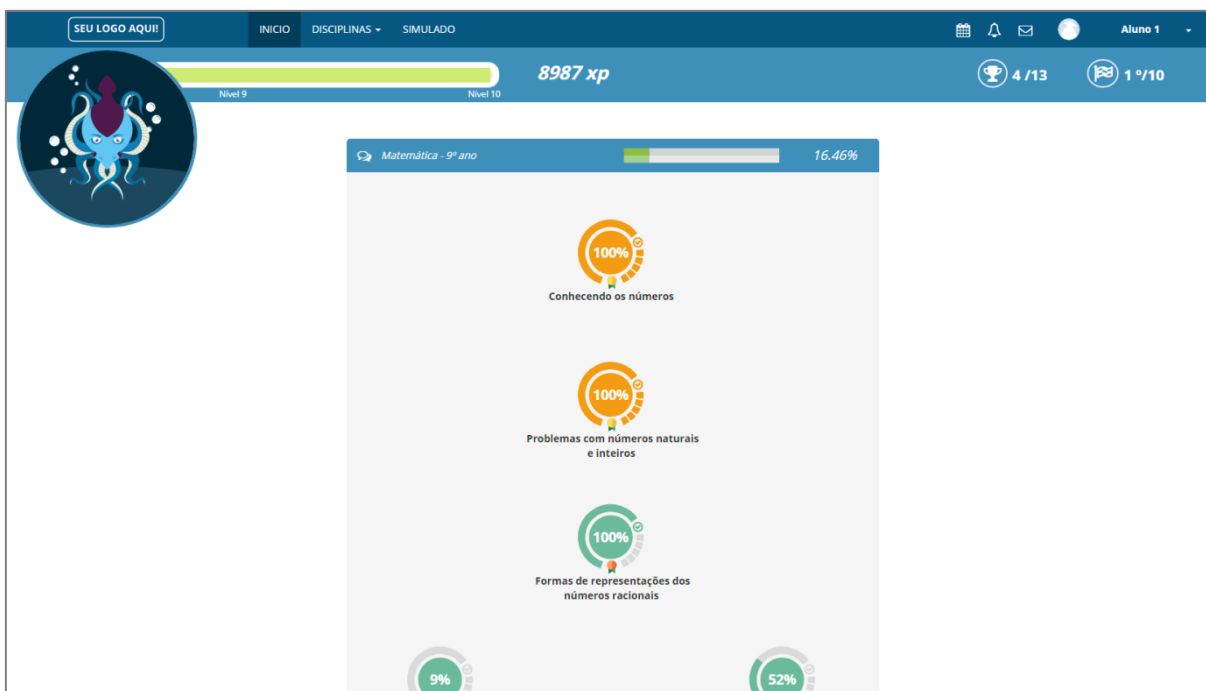 SEU LOGO AQUI!
INICIO
DISCIPLINAS
SIMULADO
Aluno 1
8987 xp
4 /13
1 º/10
Nível 9
Nível 10
Matemática - 9º ano
16.46%
100%
Conhecendo os números
100%
Problemas com números naturais
e inteiros
100%
Formas de representações dos
números racionais
9%
52%